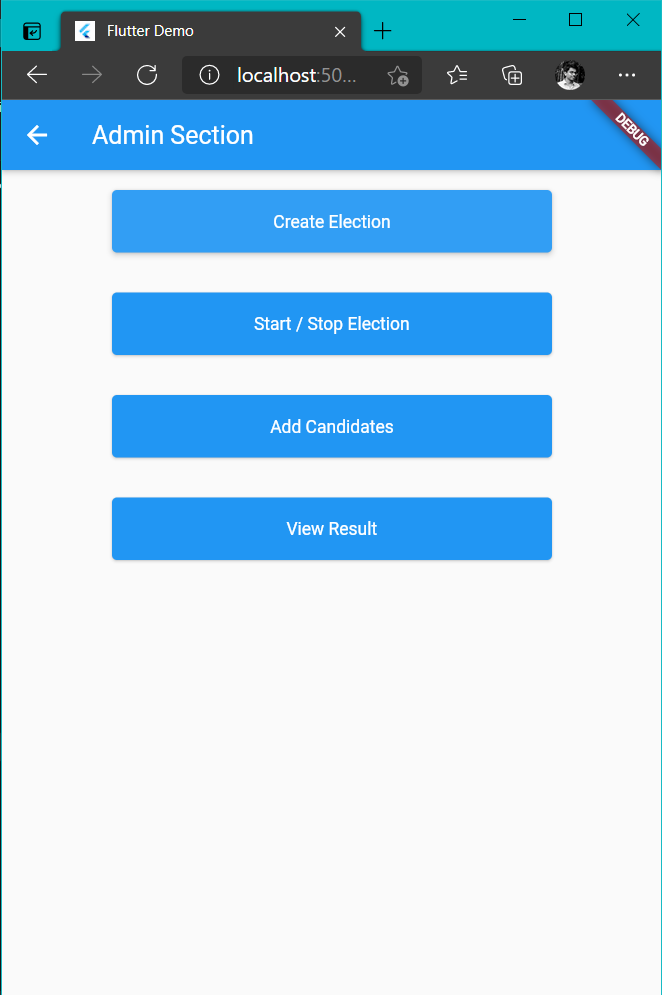 Flutter Demo
localhost:50...
Admin Section
DEBUG
Create Election
Start / Stop Election
Add Candidates
View Result